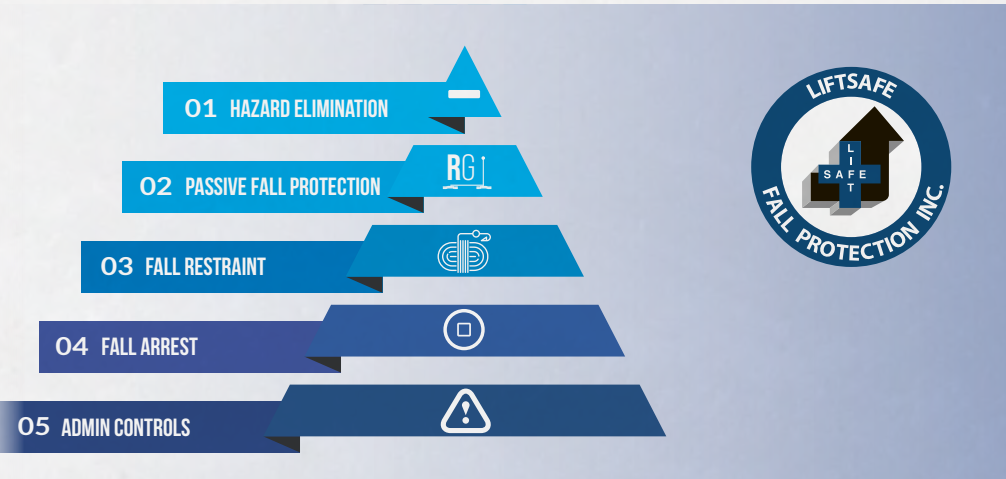 01 HAZARD ELIMINATION
02 PASSIVE FALL PROTECTION
RG
03 FALL RESTRAINT
04 FALL ARREST
05 ADMIN CONTROLS
!
LIFTSAFE
LIFT
SAFE
FALL PROTECTION INC.